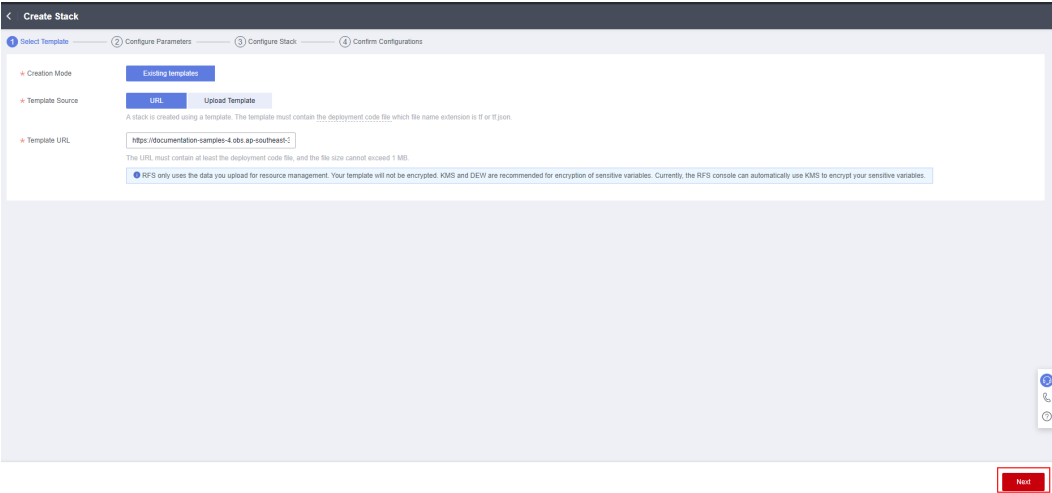 Create Stack
1 Select Template 2 Configure Parameters 3 Configure Stack 4 Confirm Configurations
* Creation Mode Existing templates
* Template Source URL Upload Template
A stack is created using a template. The template must contain the deployment code file which file name extension is tf or tf.json.
* Template URL https://documentation-samples-4.obs.ap-southeast-3
The URL must contain at least the deployment code file, and the file size cannot exceed 1 MB.
RFS only uses the data you upload for resource management. Your template will not be encrypted. KMS and DEW are recommended for encryption of sensitive variables. Currently, the RFS console can automatically use KMS to encrypt your sensitive variables.
Next